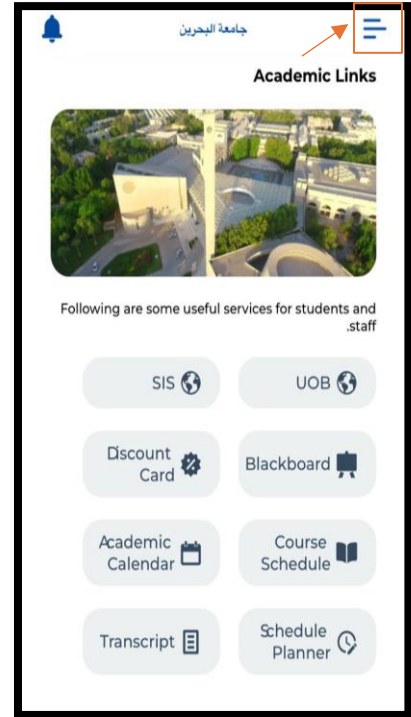 جامعة البحرين
Academic Links
Following are some useful services for students and
.staff
UOB
SIS
Blackboard
Discount
Card
Course
Schedule
Academic
Calendar
Schedule
Planner
Transcript